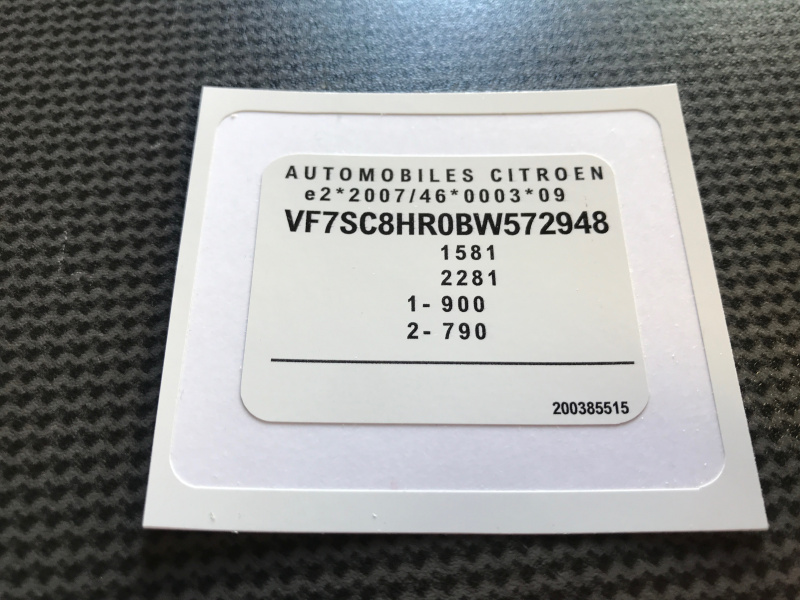 AUTOMOBILES CITROEN
e2*2007/46*0003*09
VF7SC8HR0BW572948
1581
2281
1- 900
2- 790
200385515